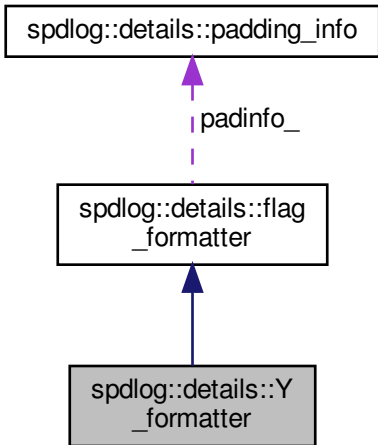 spdlog::details::padding_info
padinfo_
spdlog::details::flag
_formatter
spdlog::details::Y
_formatter